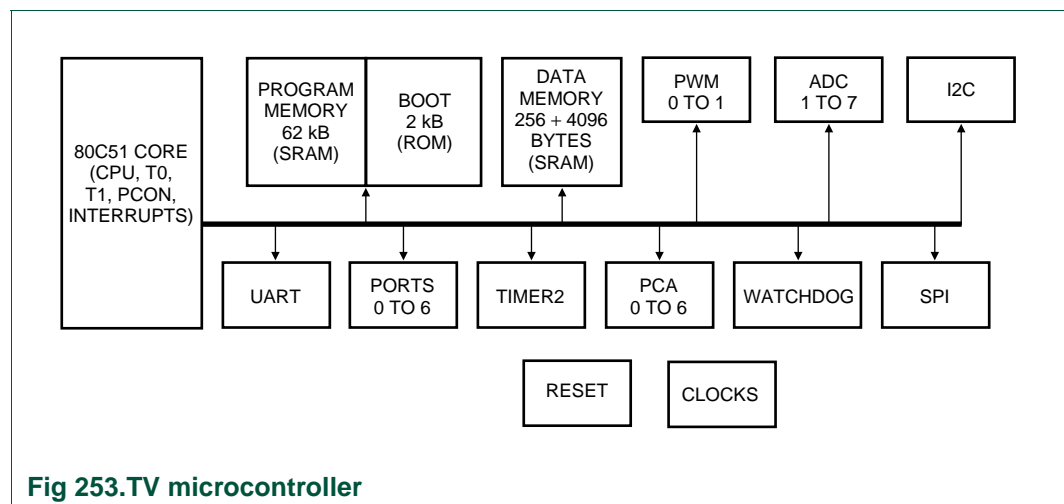 80C51 CORE
(CPU, T0,
T1, PCON,
INTERRUPTS)
PROGRAM
MEMORY
62 kB
(SRAM)
BOOT
2 kB
(ROM)
DATA
MEMORY
256 + 4096
BYTES
(SRAM)
PWM
0 TO 1
ADC
1 TO 7
I2C
UART
PORTS
0 TO 6
TIMER2
PCA
0 TO 6
WATCHDOG
SPI
RESET
CLOCKS
Fig 253.TV microcontroller